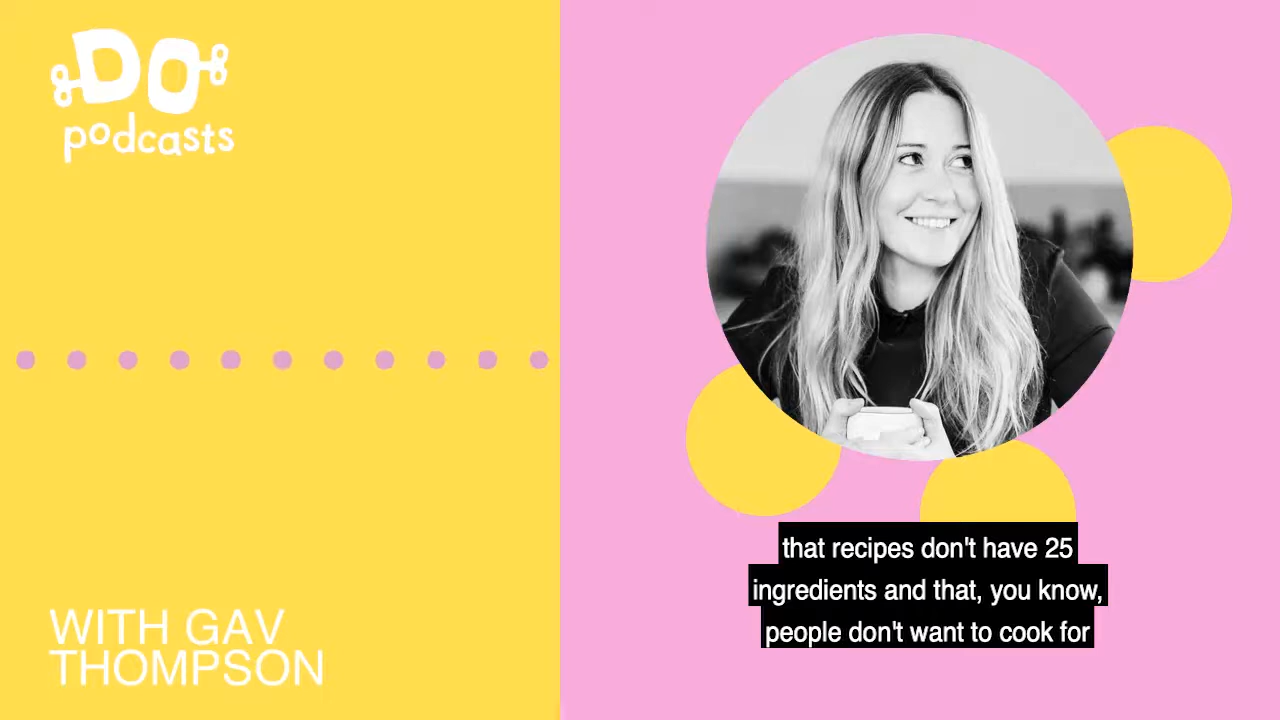 DO
podcasts
WITH GAV
THOMPSON
that recipes don't have 25
ingredients and that, you know,
people don't want to cook for